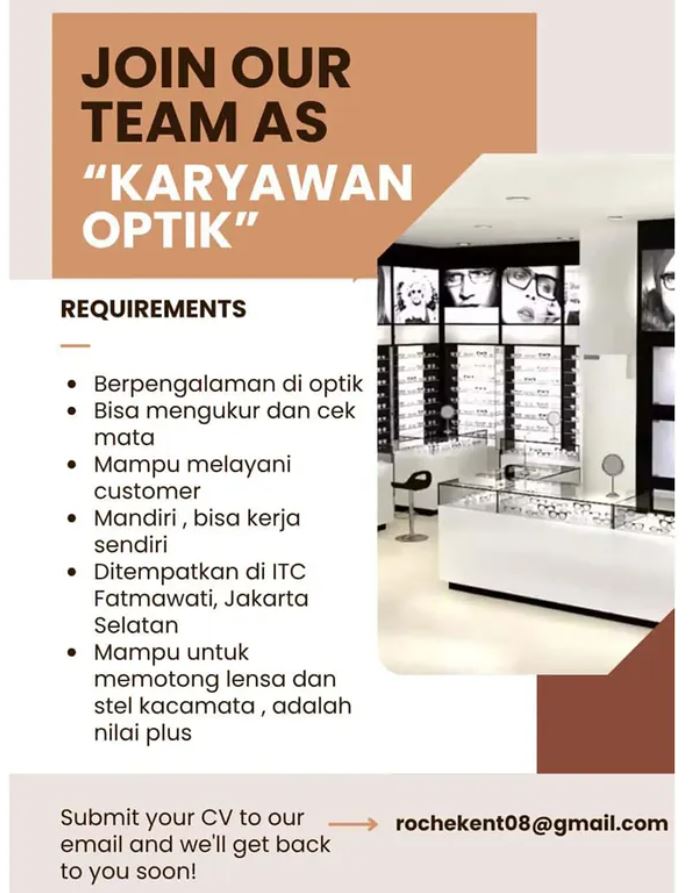 JOIN OUR
TEAM AS
“KARYAWAN
OPTIK”
REQUIREMENTS
• Berpengalaman di optik
• Bisa mengukur dan cek
mata
• Mampu melayani
customer
• Mandiri , bisa kerja
sendiri
• Ditempatkan di ITC
Fatmawati, Jakarta
Selatan
• Mampu untuk
memotong lensa dan
stel kacamata , adalah
nilai plus
Submit your CV to our
email and we'll get back
to you soon!
rochekent08@gmail.com